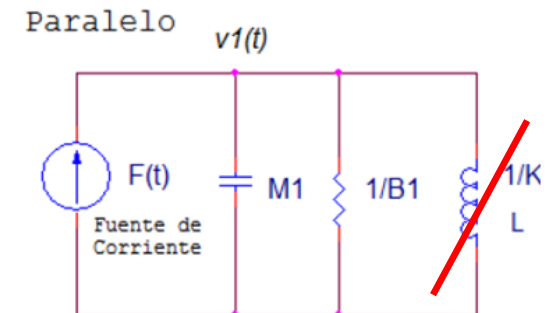 Paralelo
v1(t)
F(t)
M1
1/B1
1/K
L
Fuente de
Corriente